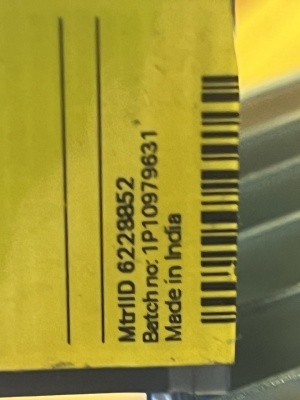 MtrlID 6228852
Batch no: 1P10979631
Made in India